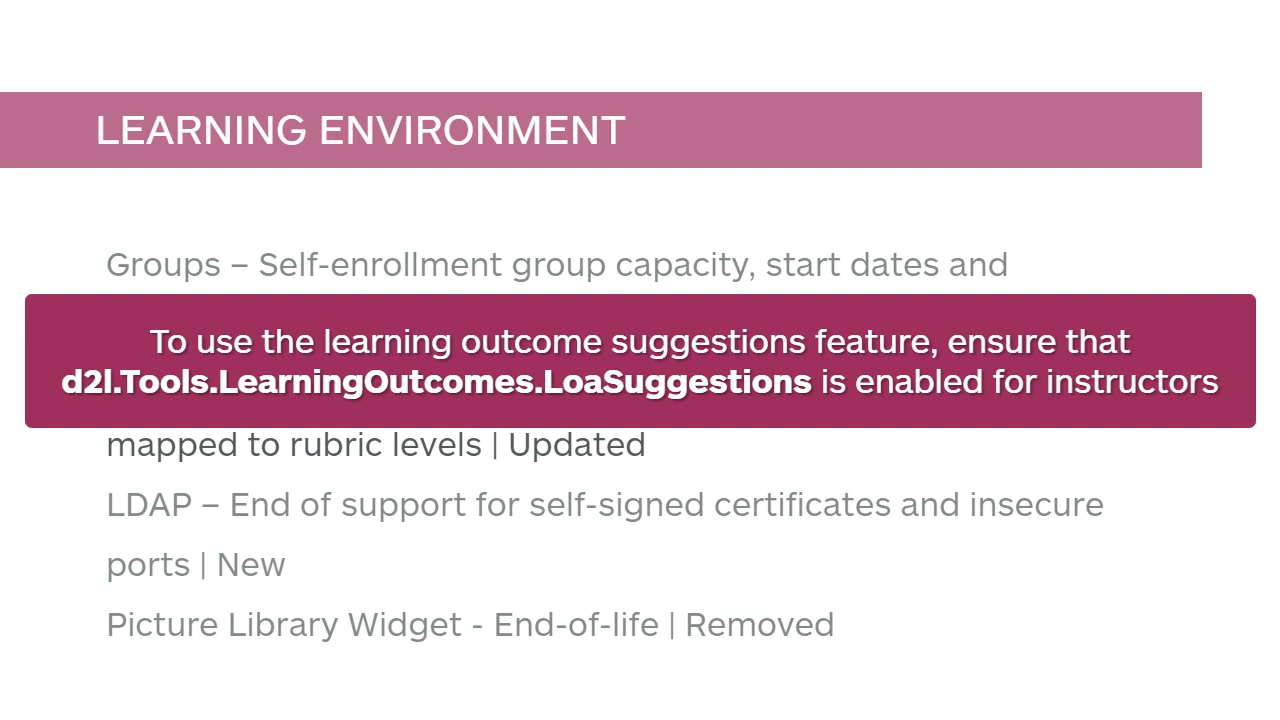 LEARNING ENVIRONMENT
Groups – Self-enrollment group capacity, start dates and
To use the learning outcome suggestions feature, ensure that
d2l.Tools.LearningOutcomes.LoaSuggestions is enabled for instructors
mapped to rubric levels | Updated
LDAP – End of support for self-signed certificates and insecure
ports | New
Picture Library Widget - End-of-life | Removed